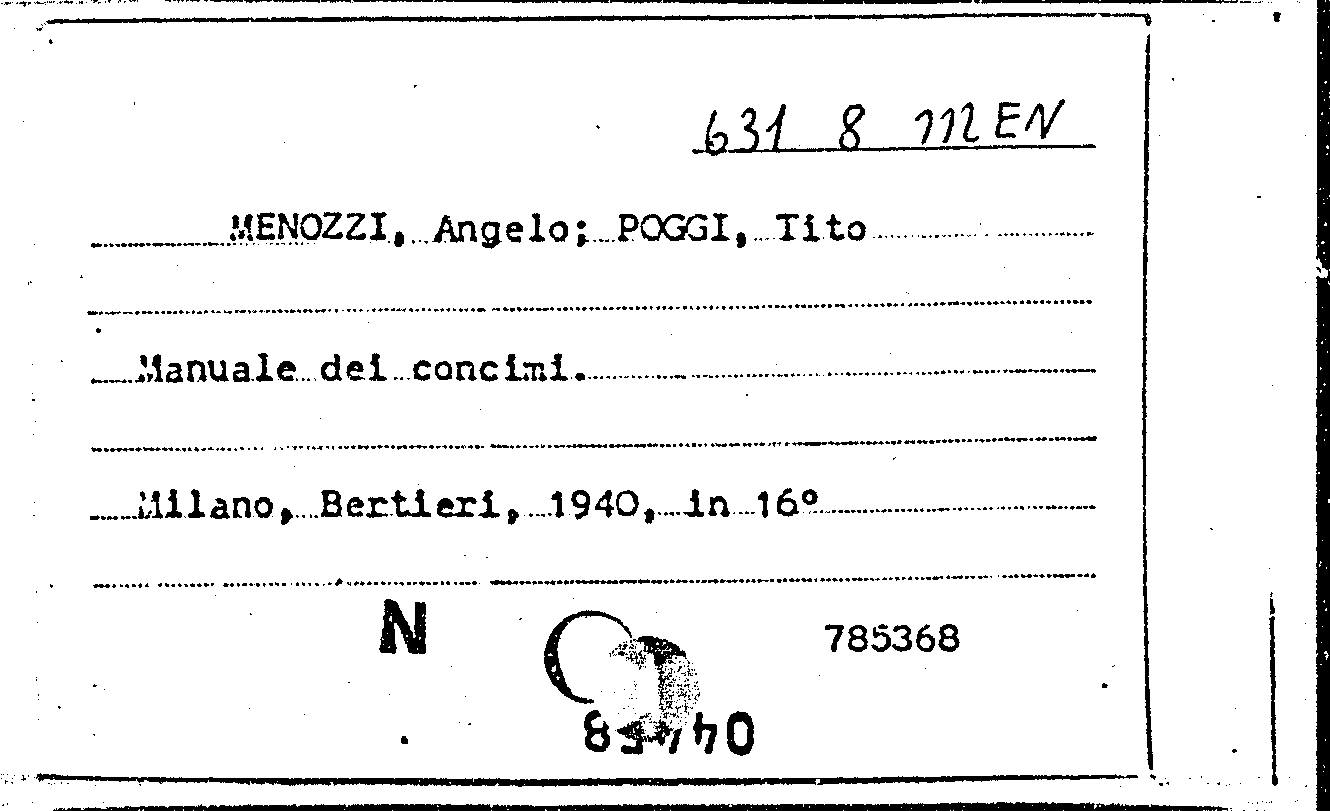 631 8 MEN
MENOZZI, Angelo; POGGI, Tito
Manuale dei concimi.
Milano, Bertieri, 1940, in 16°
N
785368